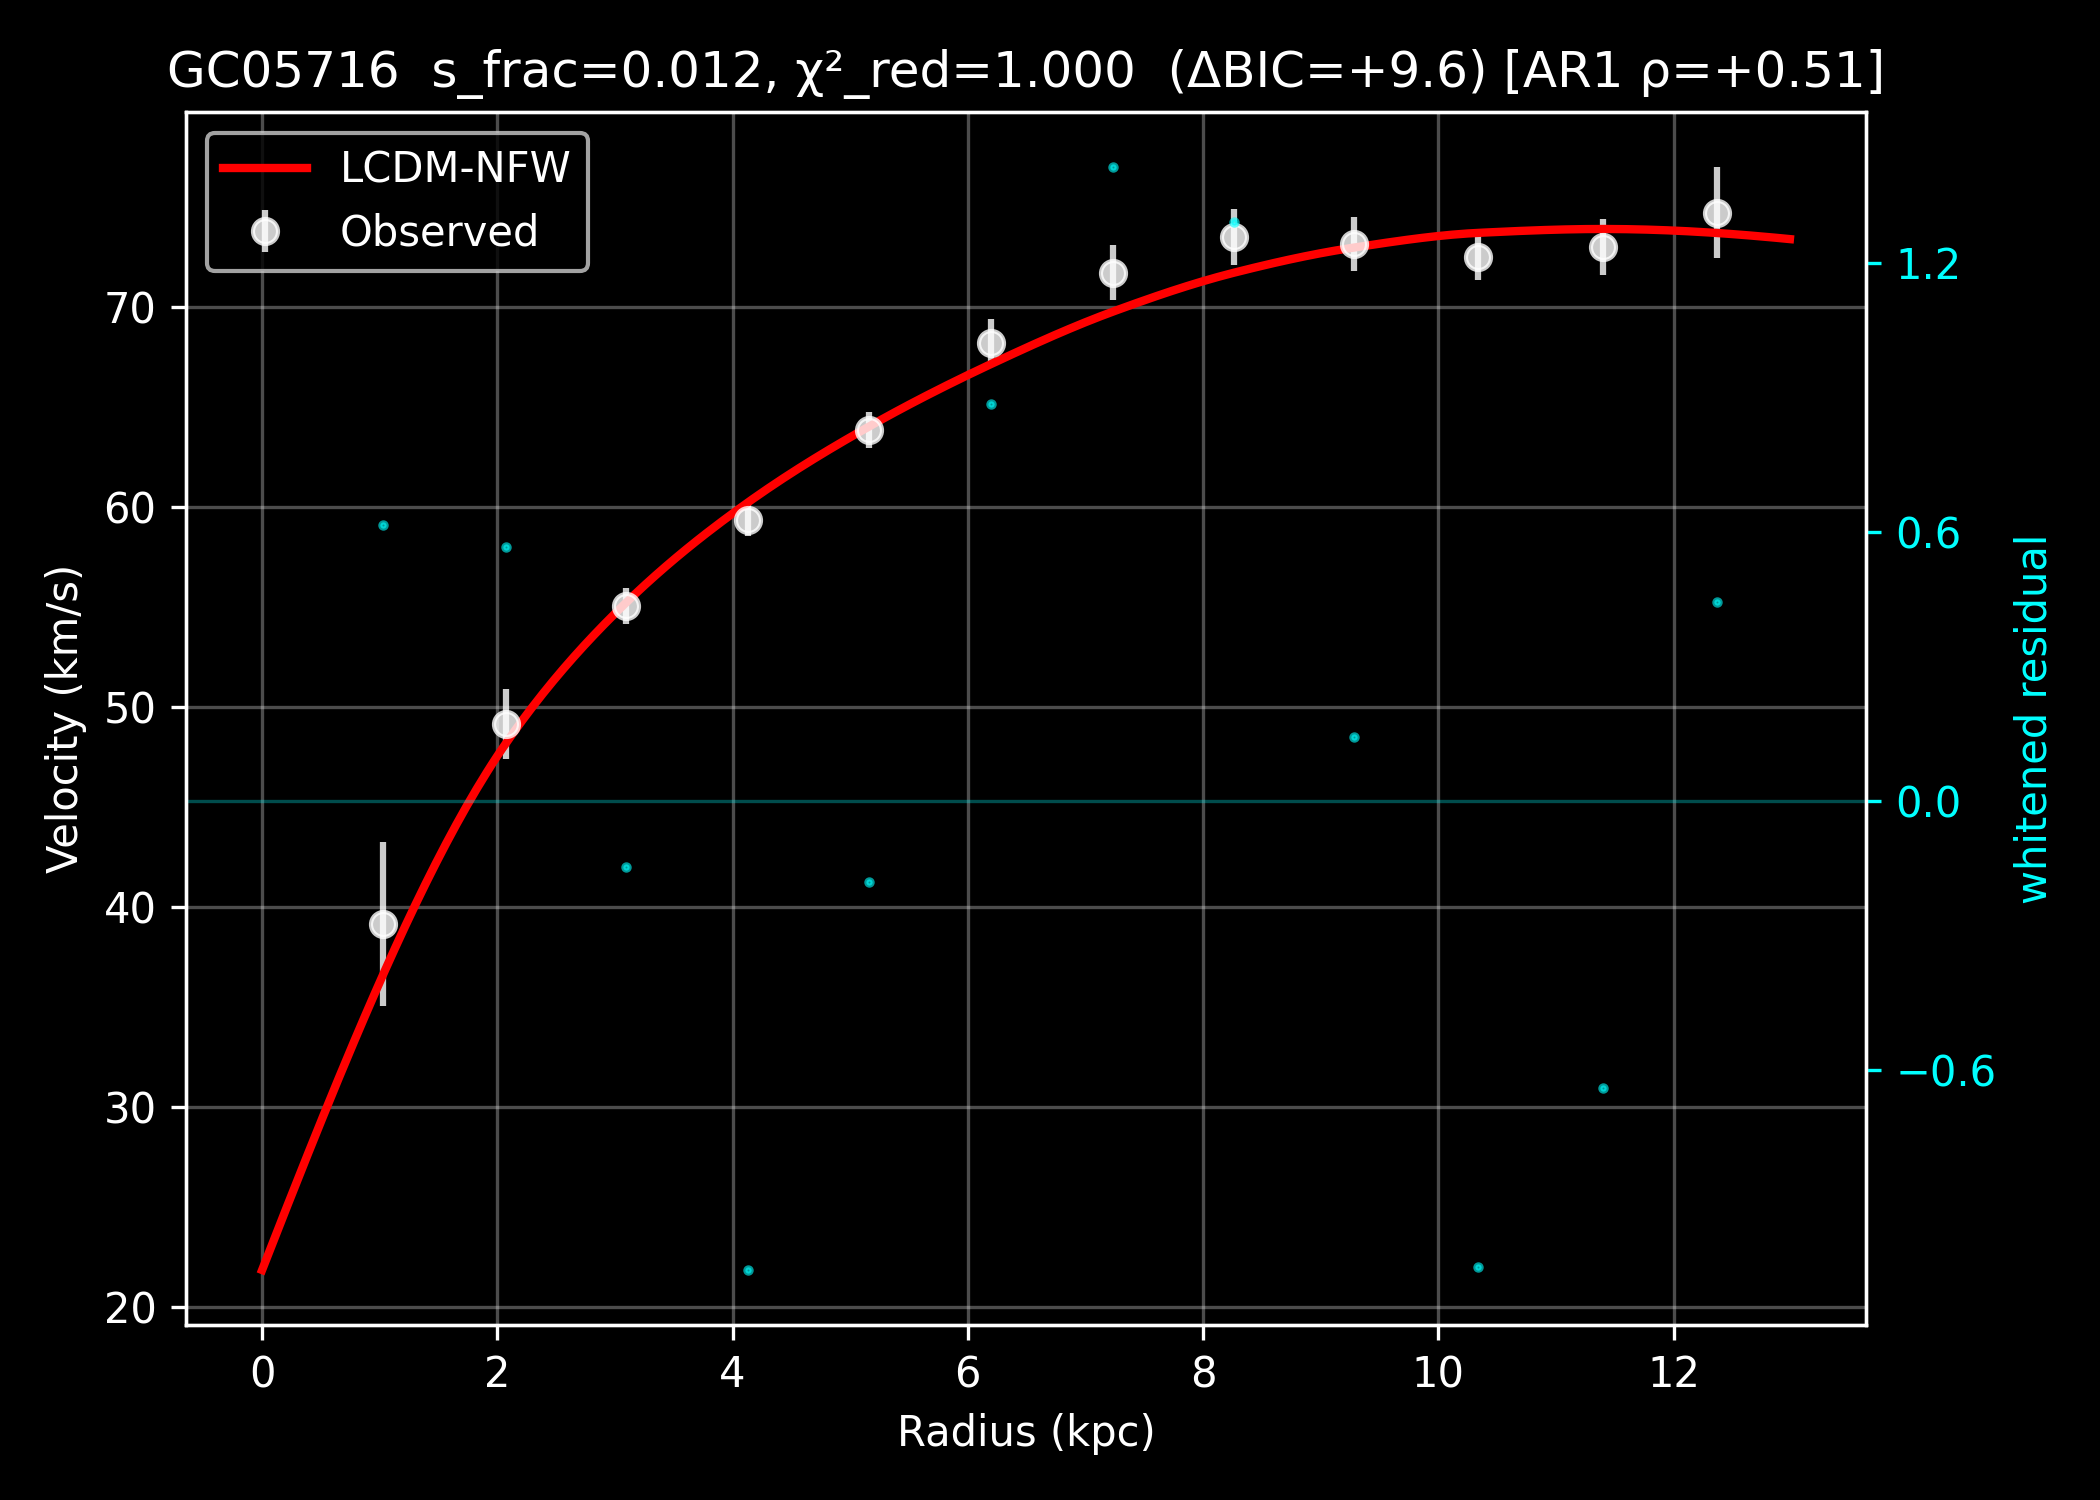 GC05716  s_frac=0.012, χ²_red=1.000  (ΔBIC=+9.6) [AR1 ρ=+0.51]
LCDM-NFW
Observed
Velocity (km/s)
70
60
50
40
30
20
0 2 4 6 8 10 12
Radius (kpc)
1.2
0.6
0.0
−0.6
whitened residual